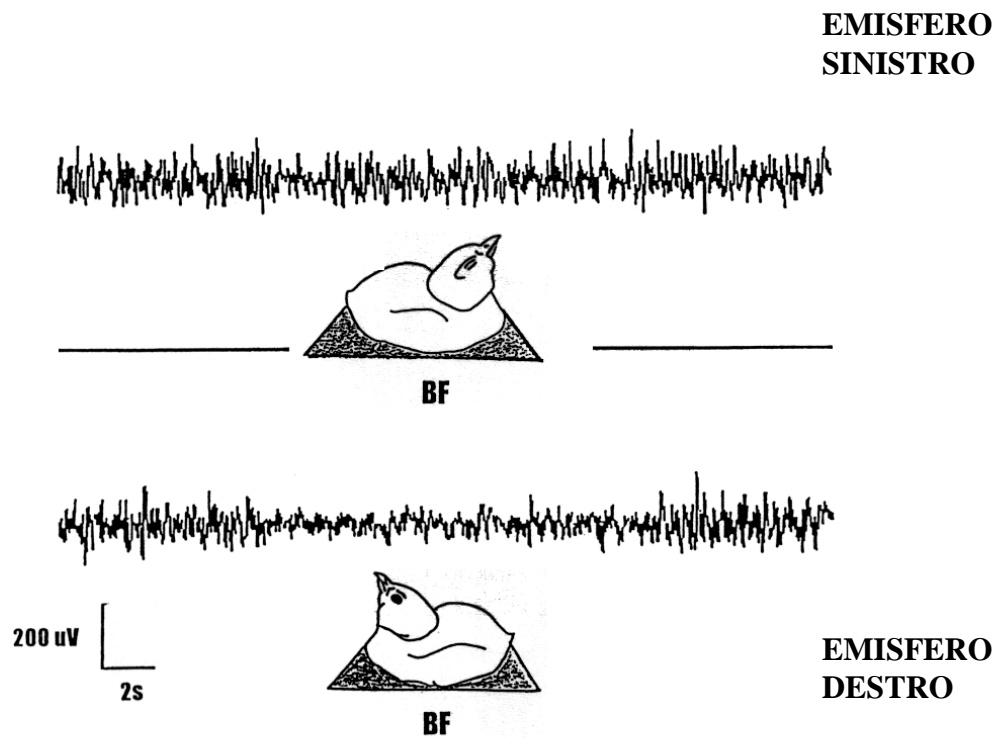 EMISFERO
SINISTRO
BF
200 uV
2s
BF
EMISFERO
DESTRO